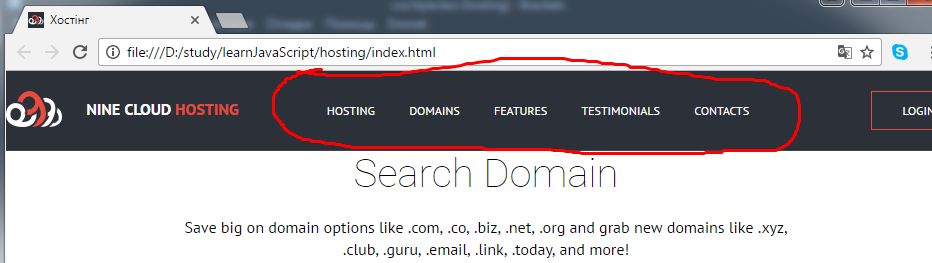 Хостінг
file:///D:/study/learnJavaScript/hosting/index.html
NINE CLOUD HOSTING HOSTING DOMAINS FEATURES TESTIMONIALS CONTACTS LOGIN
Search Domain
Save big on domain options like .com, .co, .biz, .net, .org and grab new domains like .xyz,
.club, .guru, .email, .link, .today, and more!